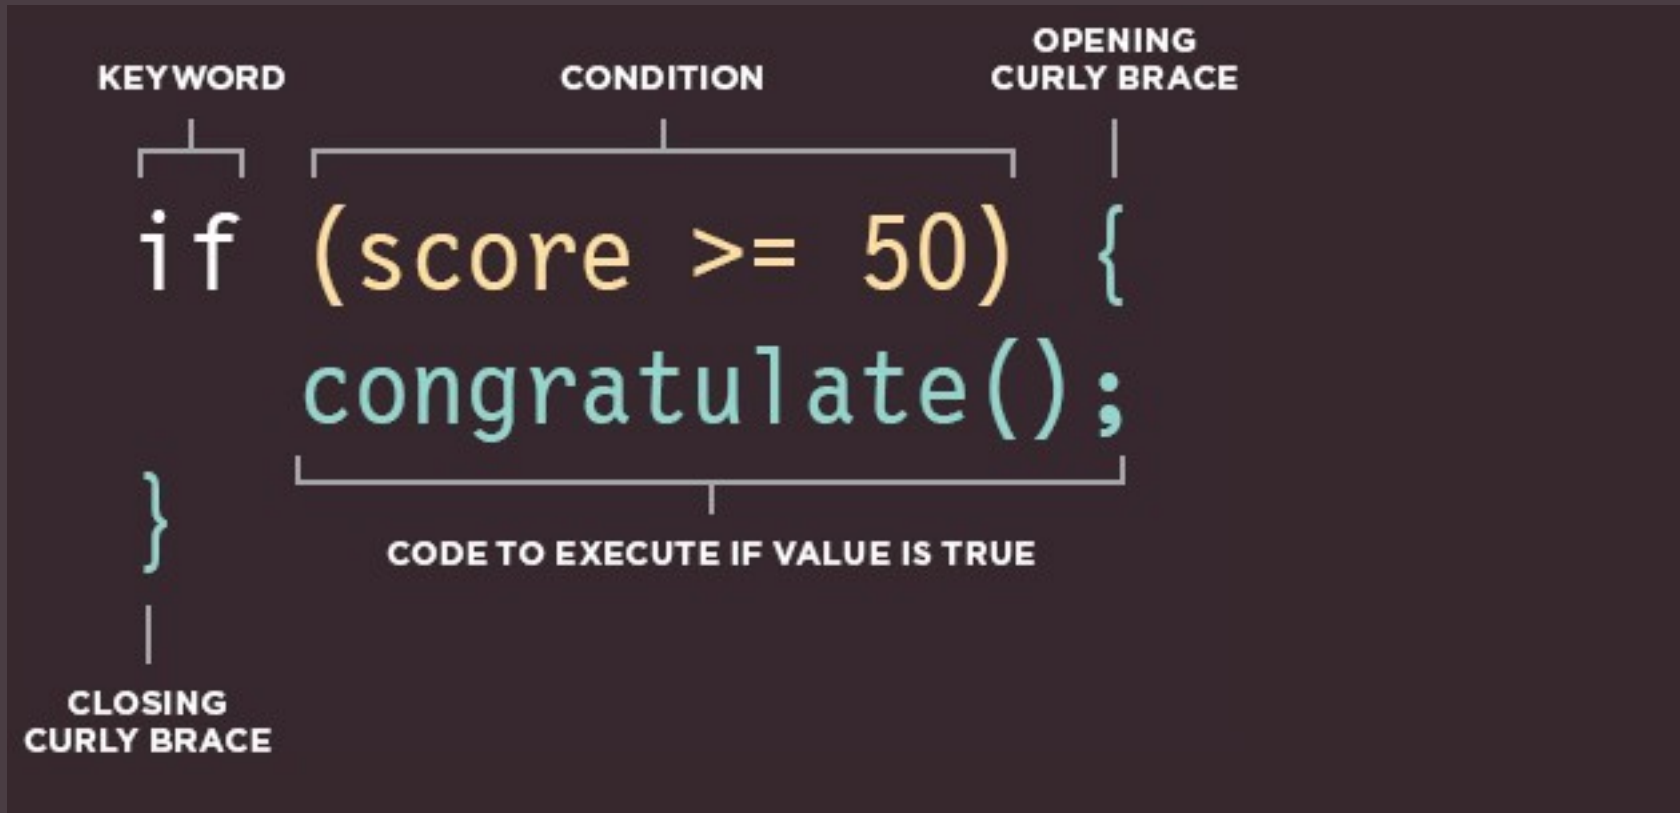 OPENING
KEYWORD CONDITION CURLY BRACE
if (score >= 50) {
congratulate();
}
CODE TO EXECUTE IF VALUE IS TRUE
CLOSING
CURLY BRACE